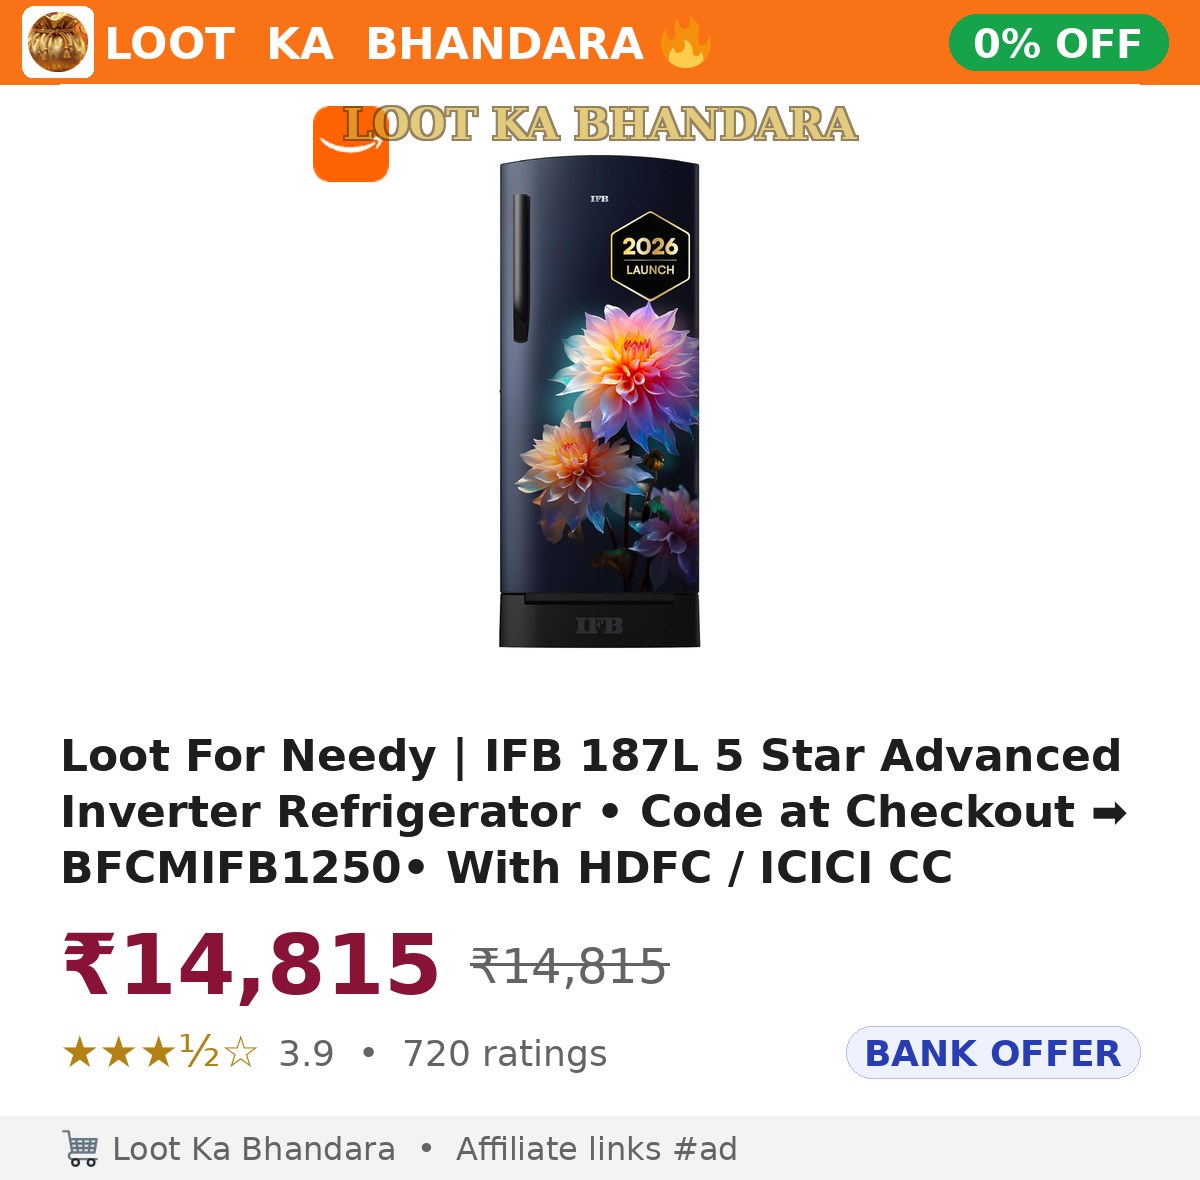 LOOT KA BHANDARA 🔥
0% OFF
LOOT KA BHANDARA
IFB
2026
LAUNCH
IFB
Loot For Needy | IFB 187L 5 Star Advanced
Inverter Refrigerator • Code at Checkout ➡
BFCMIFB1250• With HDFC / ICICI CC
₹14,815 ₹14,815
★★★½☆ 3.9 • 720 ratings
BANK OFFER
🛒 Loot Ka Bhandara • Affiliate links #ad